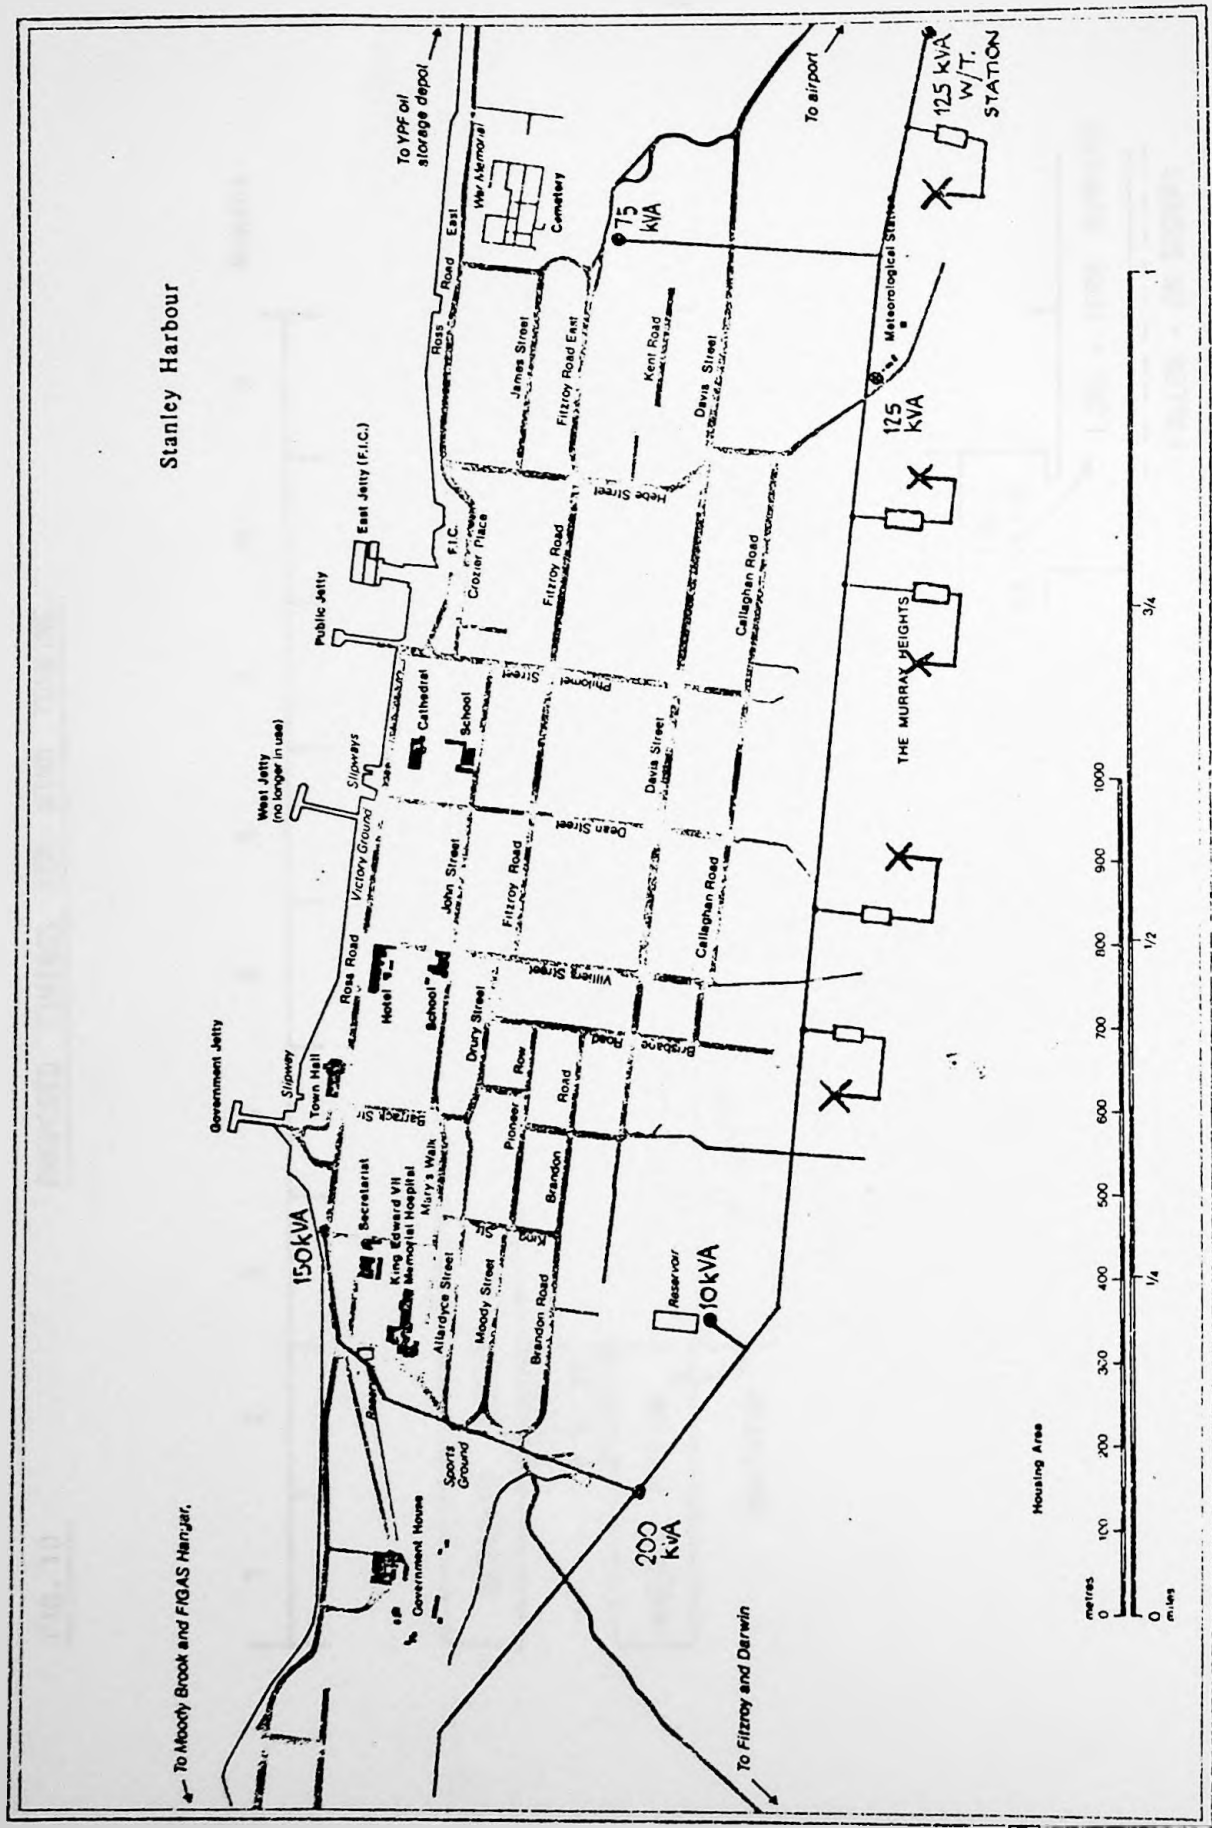 Stanley Harbour
To Moody Brook and FIGAS Hangar.
Government Jetty
Slipway
Town Hall
West Jetty
(no longer in use)
Victory Ground
Slipways
Public Jetty
East Jetty (F.I.C.)
To YPF oil
storage depot
150kVA
Ross Road
F.I.C.
Crozier Place
Ross Road East
War Memorial
Cemetery
Secretariat
King Edward VII
Memorial Hospital
Hotel
School
Cathedral
School
John Street
Mary's Walk
Barrack Str
Government House
Sports
Ground
Allardyce Street
Moody Street
Brandon Road
King Str
Drury Street
Pioneer Row
Brandon Road
Villiers Street
Brisbane Road
Fitzroy Road
Dean Street
Philomel Street
Fitzroy Road
Hebe Street
James Street
Fitzroy Road East
Kent Road
75
kVA
Davis Street
Davis Street
Callaghan Road
Callaghan Road
To airport
Reservoir
10kVA
200
kVA
To Fitzroy and Darwin
125
kVA
Meteorological Station
125 kVA
W/T.
STATION
THE MURRAY HEIGHTS
Housing Area
metres
0 100 200 300 400 500 600 700 800 900 1000
0 1/4 1/2 3/4 1
miles